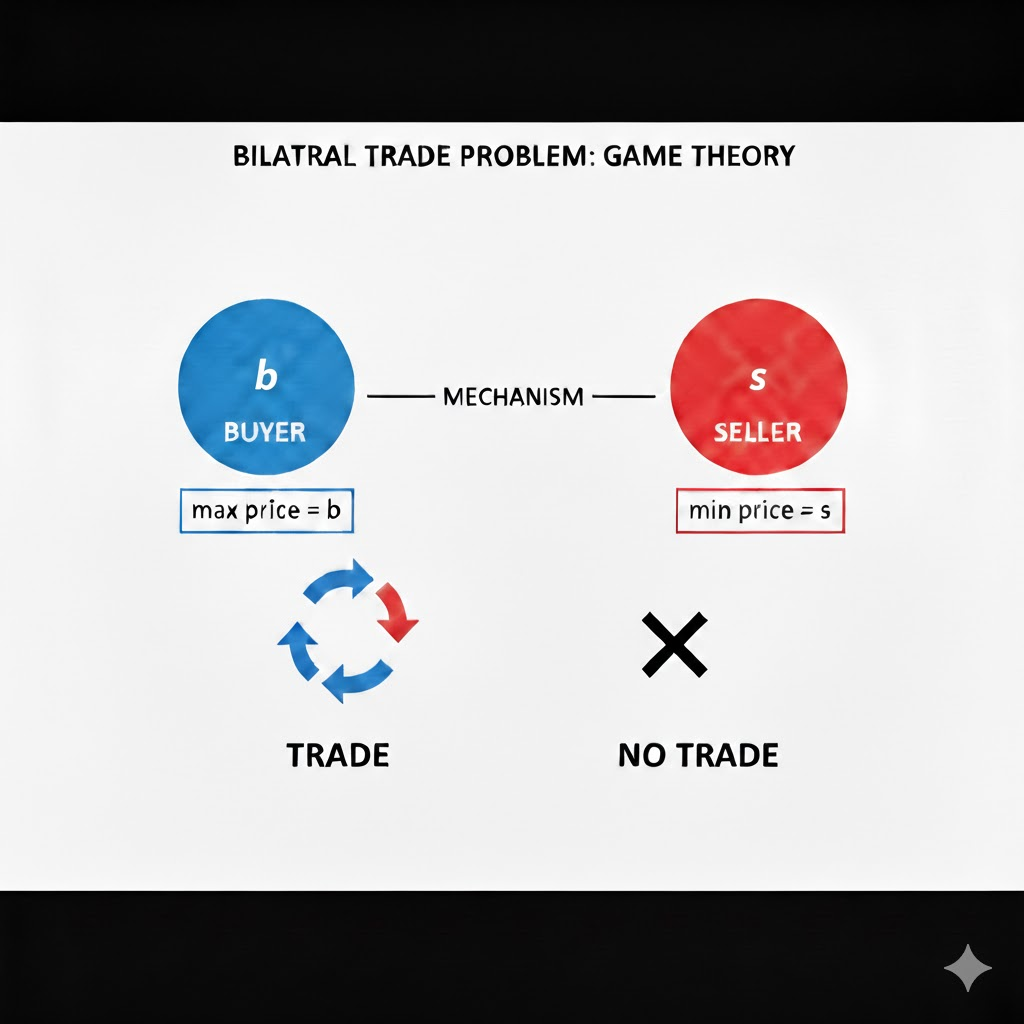 BILATRAL TRADE PROBLEM: GAME THEORY
b
BUYER
MECHANISM
s
SELLER
max price = b
min price = s
TRADE
NO TRADE